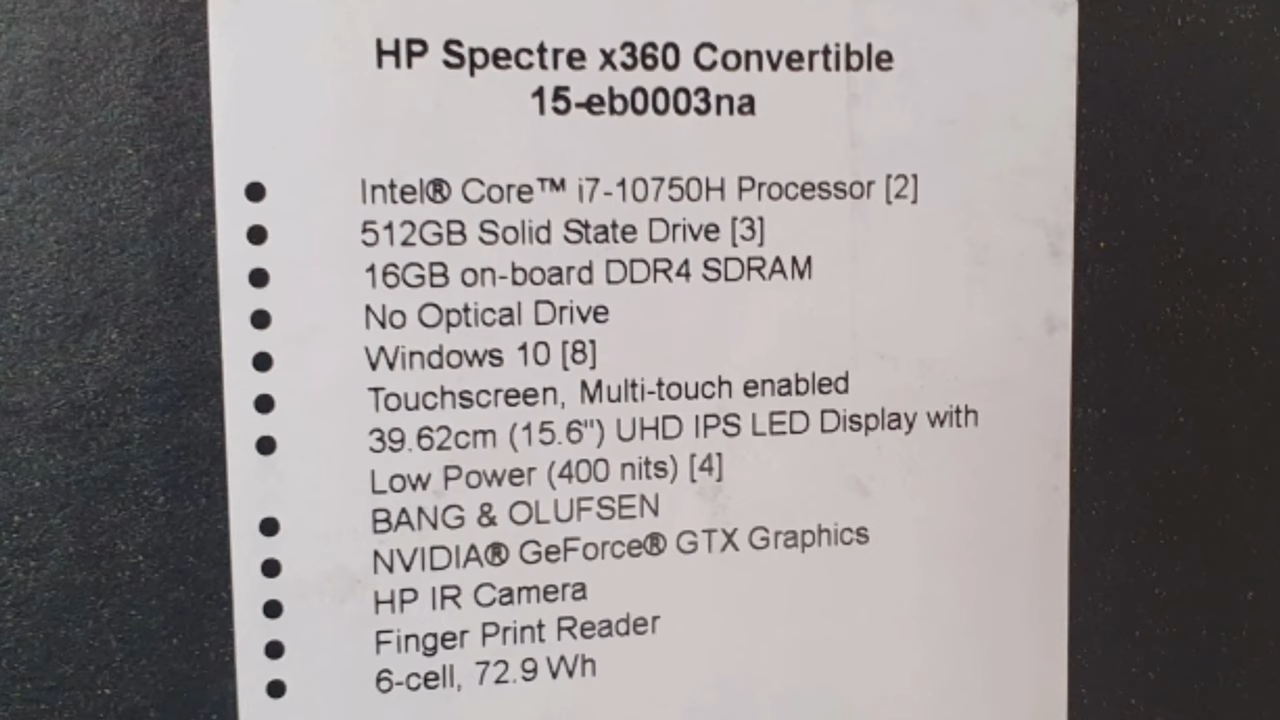 HP Spectre x360 Convertible
15-eb0003na
● Intel® Core™ i7-10750H Processor [2]
● 512GB Solid State Drive [3]
● 16GB on-board DDR4 SDRAM
● No Optical Drive
● Windows 10 [8]
● Touchscreen, Multi-touch enabled
● 39.62cm (15.6") UHD IPS LED Display with
Low Power (400 nits) [4]
● BANG & OLUFSEN
● NVIDIA® GeForce® GTX Graphics
● HP IR Camera
● Finger Print Reader
● 6-cell, 72.9 Wh